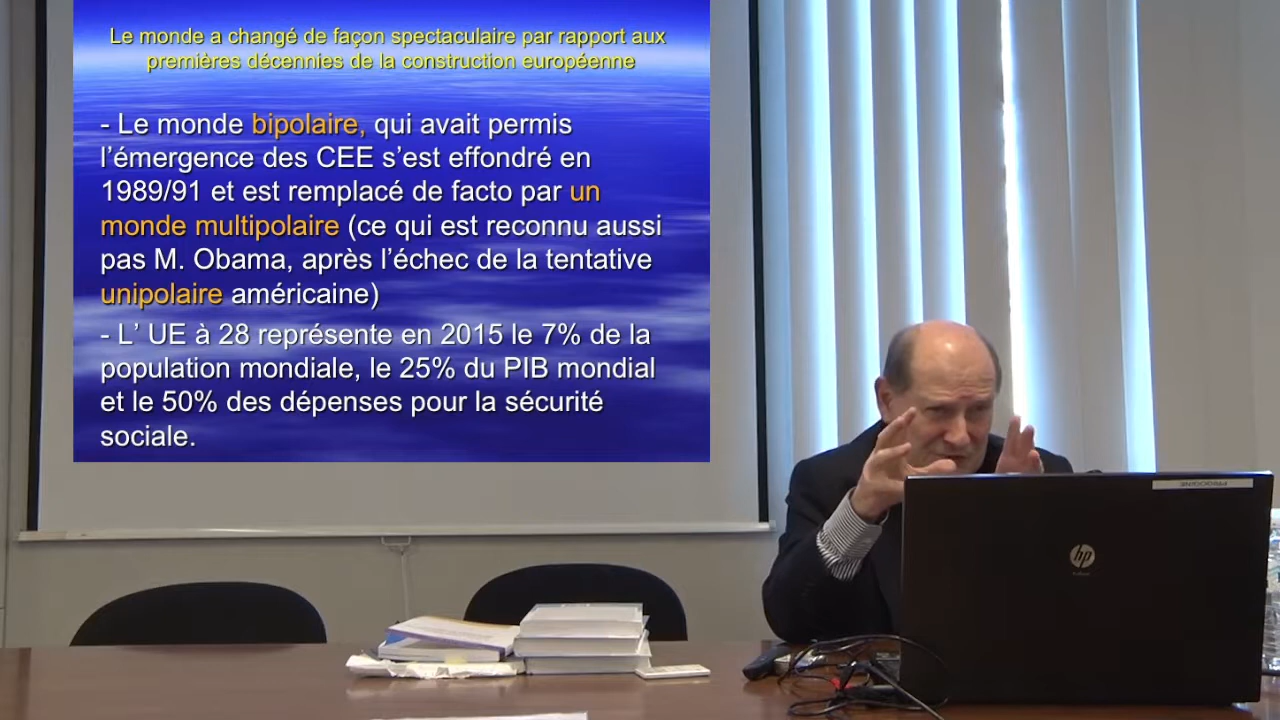 Le monde a changé de façon spectaculaire par rapport aux
premières décennies de la construction européenne
- Le monde bipolaire, qui avait permis
l’émergence des CEE s’est effondré en
1989/91 et est remplacé de facto par un
monde multipolaire (ce qui est reconnu aussi
pas M. Obama, après l’échec de la tentative
unipolaire américaine)
- L’ UE à 28 représente en 2015 le 7% de la
population mondiale, le 25% du PIB mondial
et le 50% des dépenses pour la sécurité
sociale.
PRIGOGINE
hp